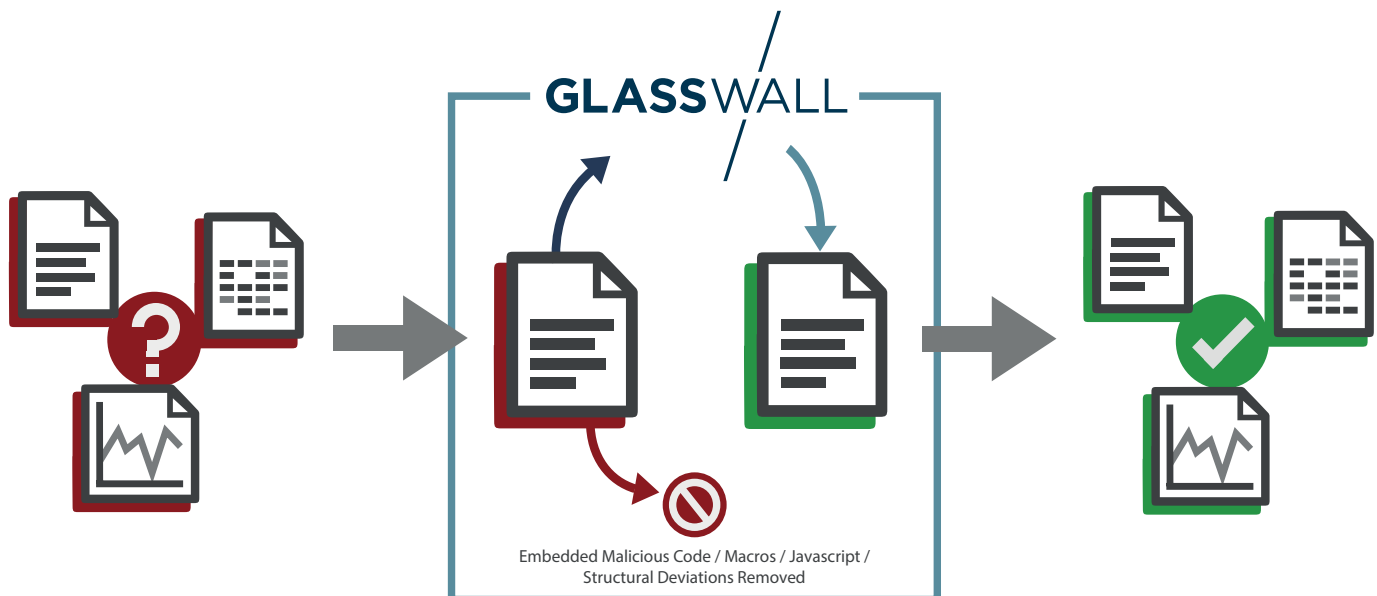 GLASSWALL
?
Embedded Malicious Code / Macros / Javascript /
Structural Deviations Removed